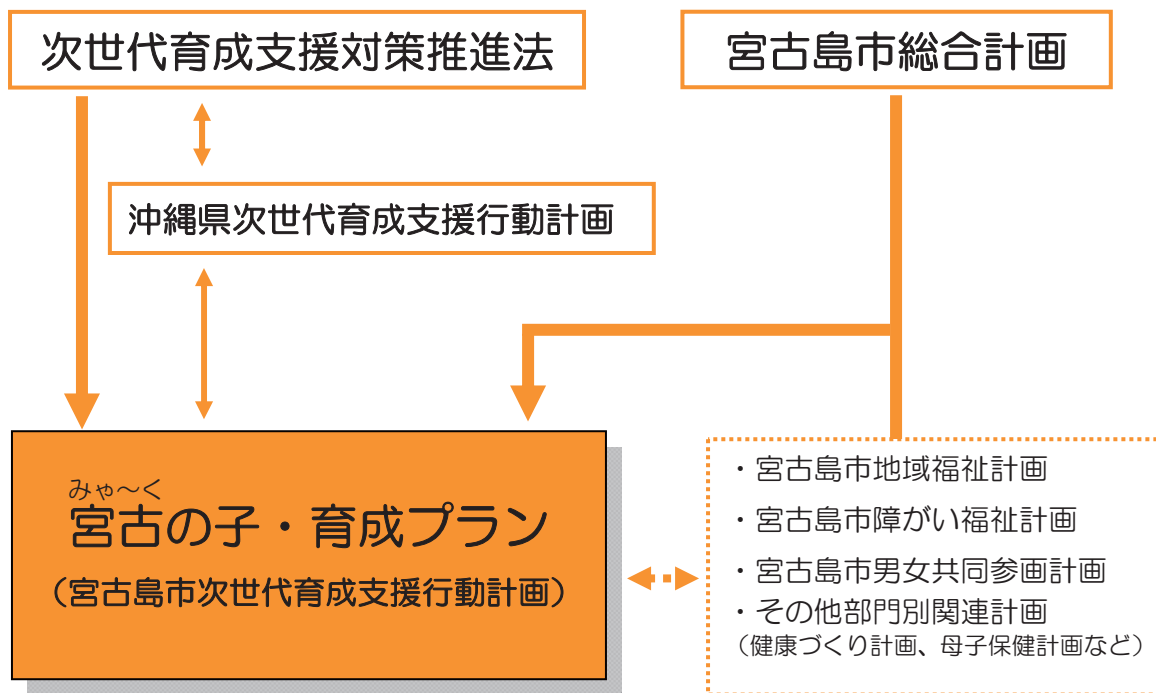 次世代育成支援対策推進法
宮古島市総合計画
沖縄県次世代育成支援行動計画
みゃ～く
宮古の子・育成プラン
（宮古島市次世代育成支援行動計画）
・宮古島市地域福祉計画
・宮古島市障がい福祉計画
・宮古島市男女共同参画計画
・その他部門別関連計画
（健康づくり計画、母子保健計画など）